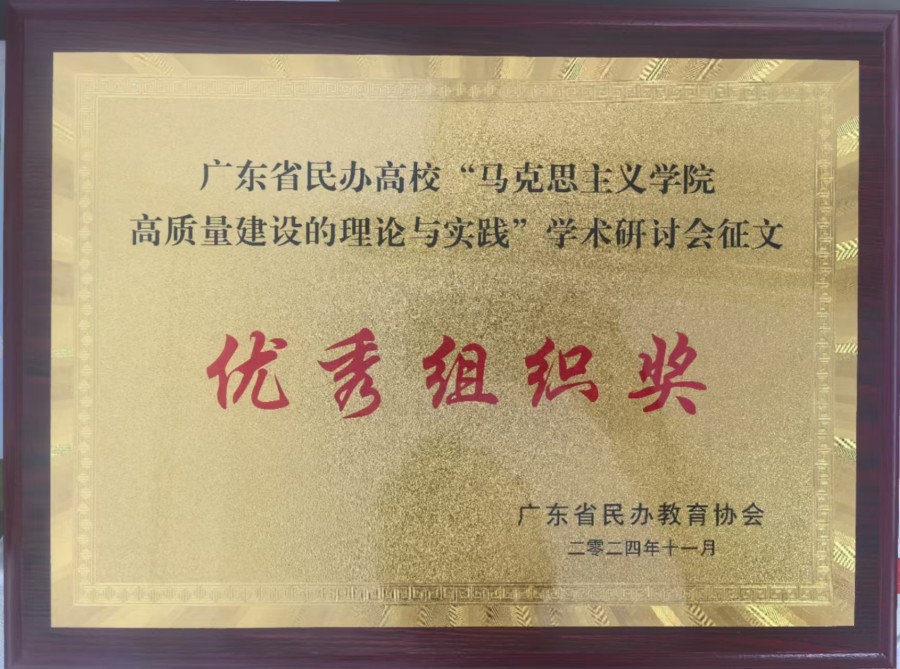 广东省民办高校“马克思主义学院
高质量建设的理论与实践”学术研讨会征文
优秀组织奖
广东省民办教育协会
二零二四年十一月